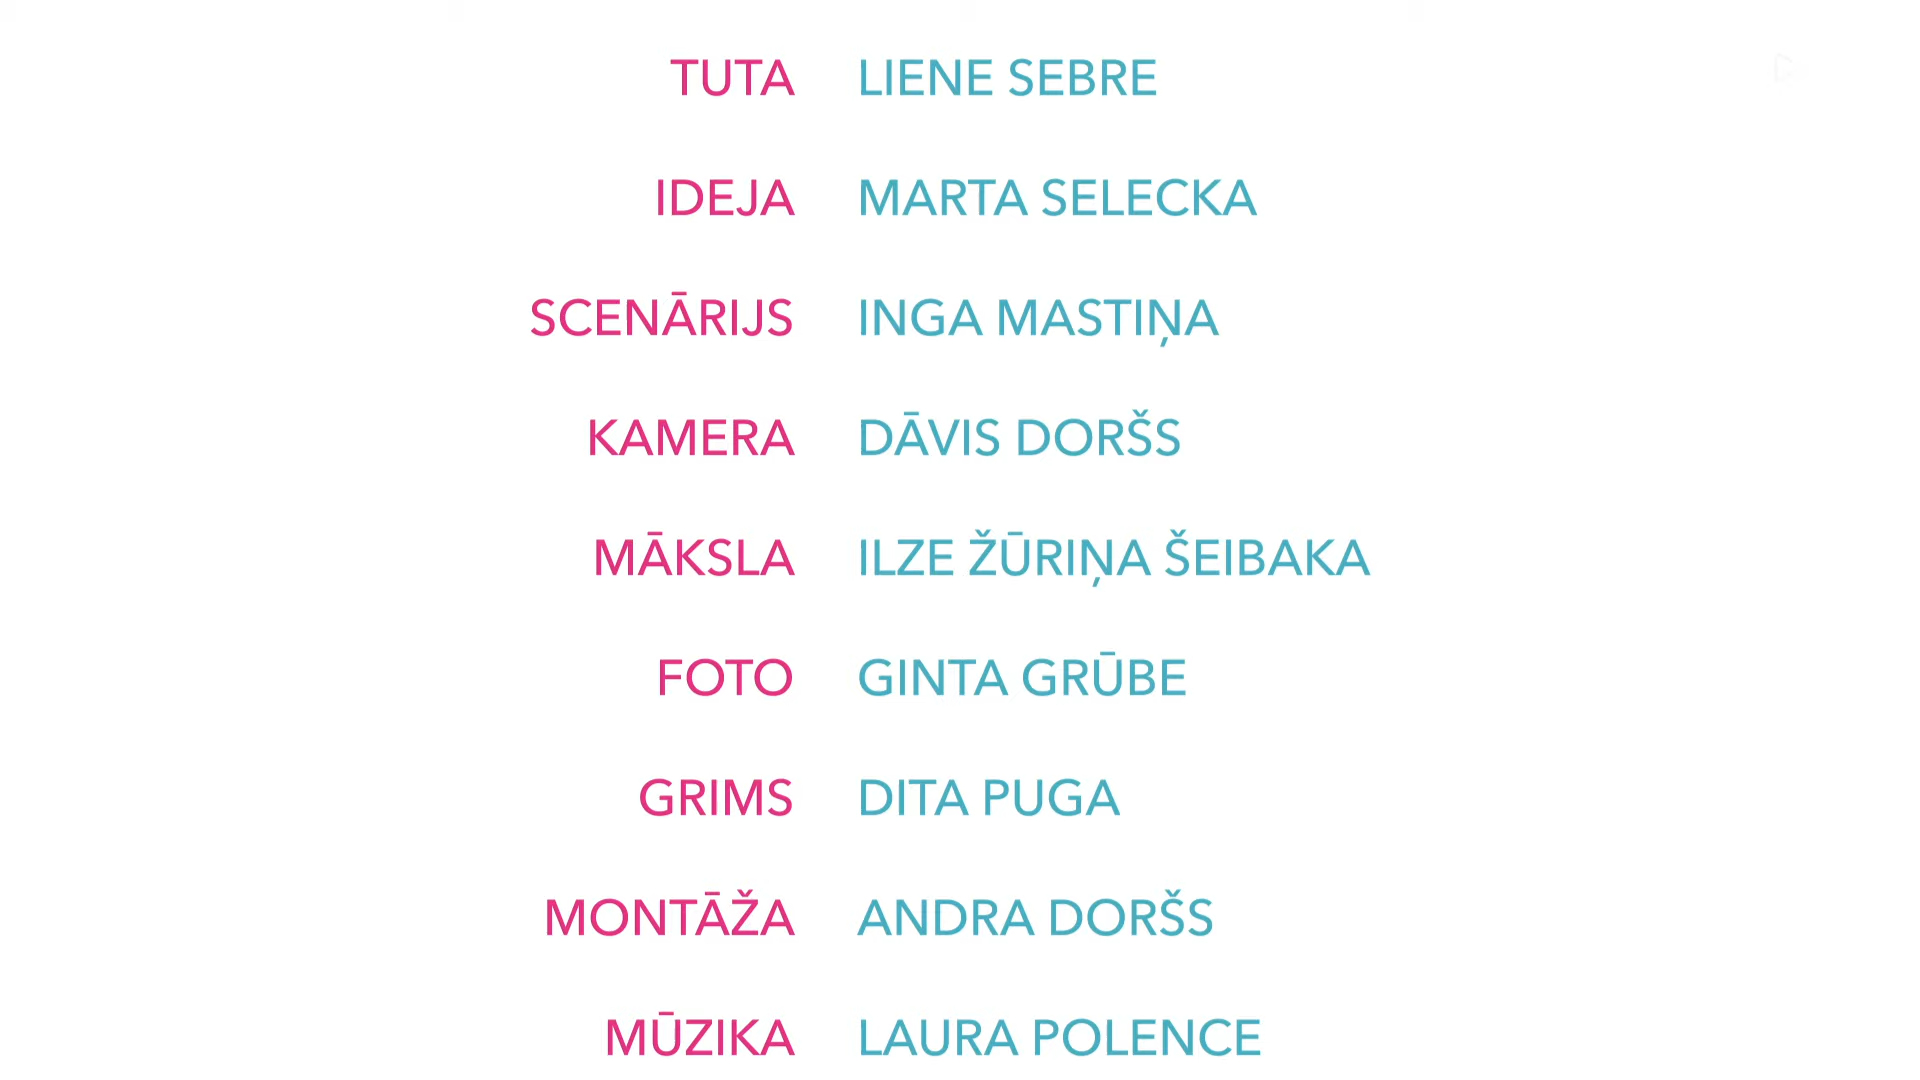 TUTA LIENE SEBRE
IDEJA MARTA SELECKA
SCENĀRIJS INGA MASTIŅA
KAMERA DĀVIS DORŠS
MĀKSLA ILZE ŽŪRIŅA ŠEIBAKA
FOTO GINTA GRŪBE
GRIMS DITA PUGA
MONTĀŽA ANDRA DORŠS
MŪZIKA LAURA POLENCE